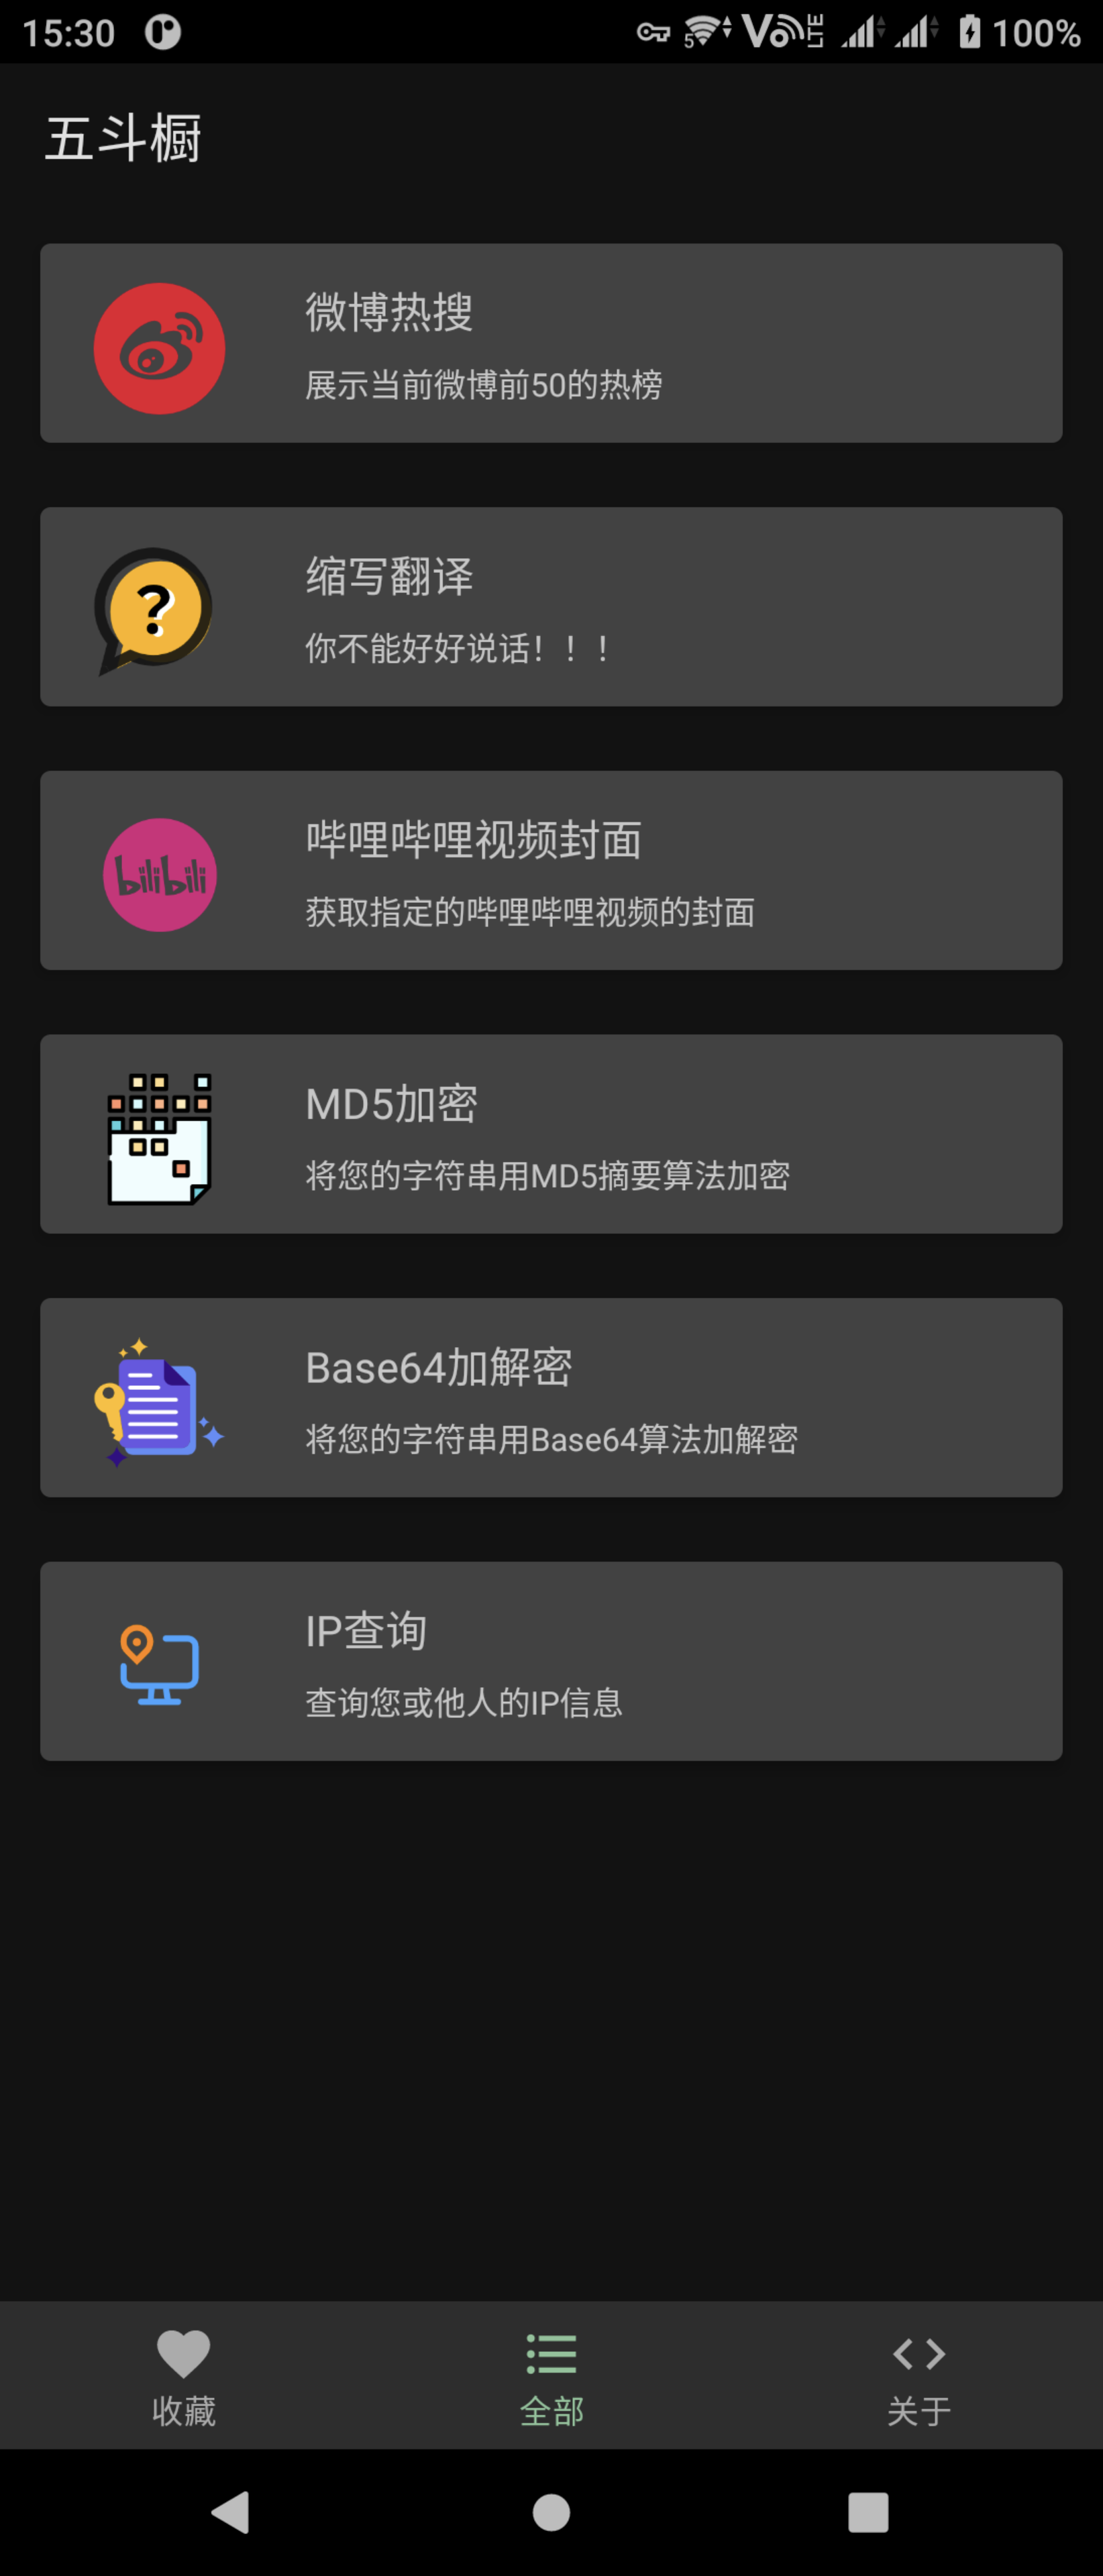 15:30
5 Vo LTE 100%
五斗橱
微博热搜
展示当前微博前50的热榜
?
缩写翻译
你不能好好说话！！！
bilibili
哔哩哔哩视频封面
获取指定的哔哩哔哩视频的封面
MD5加密
将您的字符串用MD5摘要算法加密
Base64加解密
将您的字符串用Base64算法加解密
IP查询
查询您或他人的IP信息
收藏
全部
关于